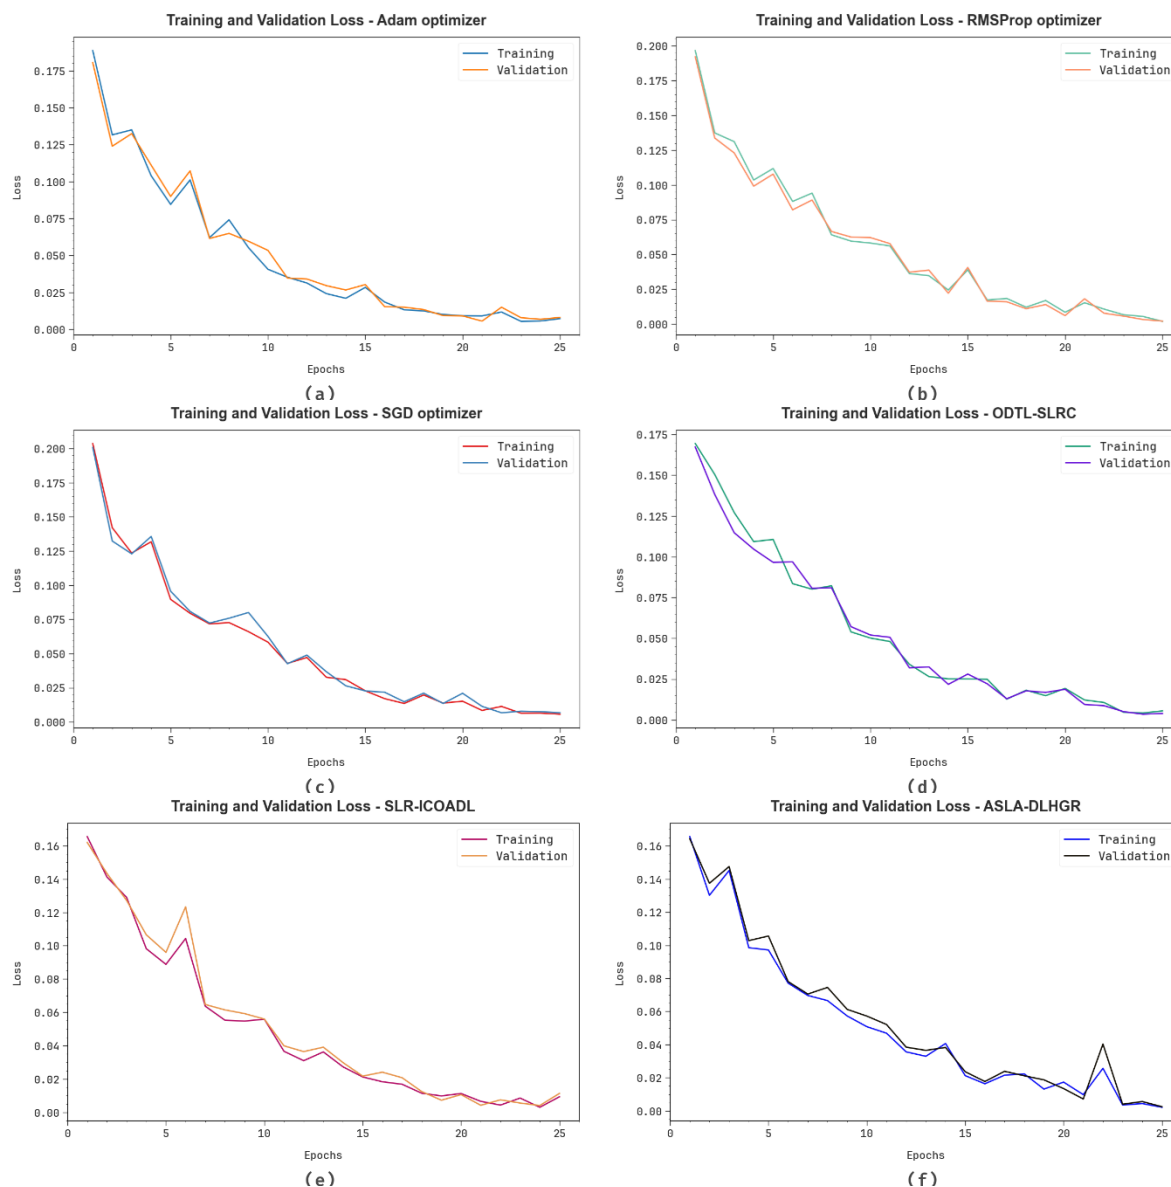 Training and Validation Loss - Adam optimizer
Training
Validation
0.175
0.150
0.125
0.100
0.075
0.050
0.025
0.000
Loss
0 5 10 15 20 25
Epochs
(a)
Training and Validation Loss - RMSProp optimizer
Training
Validation
0.200
0.175
0.150
0.125
0.100
0.075
0.050
0.025
0.000
Loss
0 5 10 15 20 25
Epochs
(b)
Training and Validation Loss - SGD optimizer
Training
Validation
0.200
0.175
0.150
0.125
0.100
0.075
0.050
0.025
0.000
Loss
0 5 10 15 20 25
Epochs
(c)
Training and Validation Loss - ODTL-SLRC
Training
Validation
0.175
0.150
0.125
0.100
0.075
0.050
0.025
0.000
Loss
0 5 10 15 20 25
Epochs
(d)
Training and Validation Loss - SLR-ICOADL
Training
Validation
0.16
0.14
0.12
0.10
0.08
0.06
0.04
0.02
0.00
Loss
0 5 10 15 20 25
Epochs
(e)
Training and Validation Loss - ASLA-DLHGR
Training
Validation
0.16
0.14
0.12
0.10
0.08
0.06
0.04
0.02
0.00
Loss
0 5 10 15 20 25
Epochs
(f)